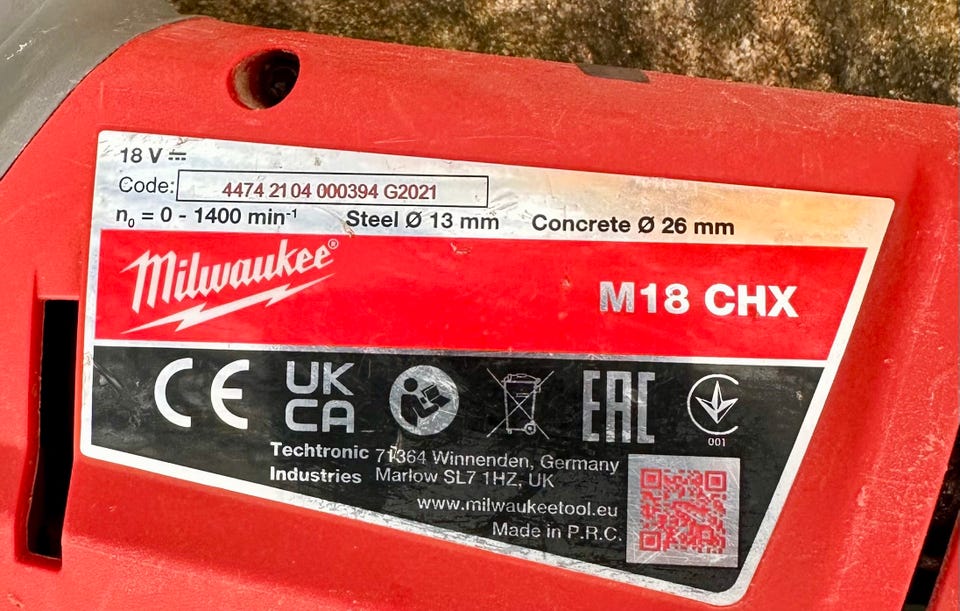 18 V ⎓
Code: 4474 21 04 000394 G2021
n₀ = 0 - 1400 min⁻¹ Steel Ø 13 mm Concrete Ø 26 mm
Milwaukee®
M18 CHX
CE UK CA EAC
001
Techtronic Industries
71364 Winnenden, Germany
Marlow SL7 1HZ, UK
www.milwaukeetool.eu
Made in P.R.C.